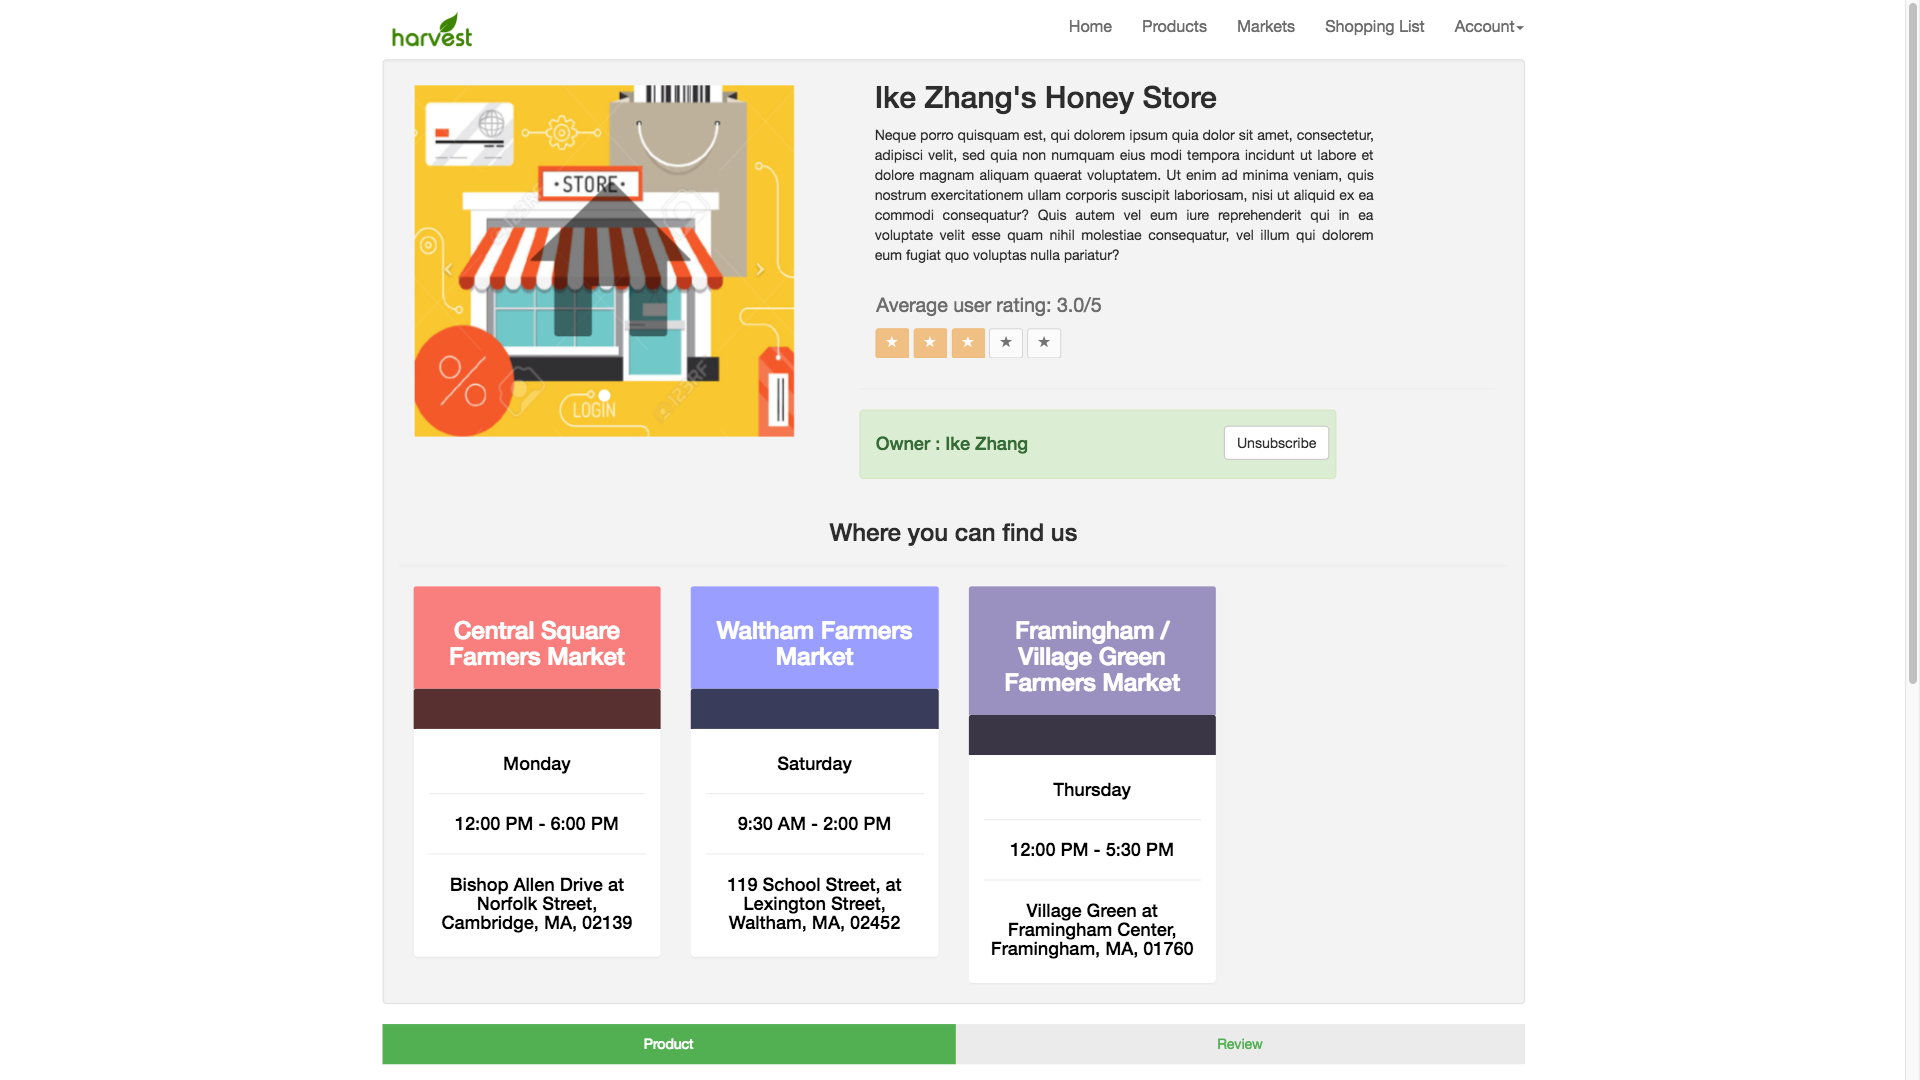 harvest
Home
Products
Markets
Shopping List
Account
Ike Zhang's Honey Store
Neque porro quisquam est, qui dolorem ipsum quia dolor sit amet, consectetur,
adipisci velit, sed quia non numquam eius modi tempora incidunt ut labore et
dolore magnam aliquam quaerat voluptatem. Ut enim ad minima veniam, quis
nostrum exercitationem ullam corporis suscipit laboriosam, nisi ut aliquid ex ea
commodi consequatur? Quis autem vel eum iure reprehenderit qui in ea
voluptate velit esse quam nihil molestiae consequatur, vel illum qui dolorem
eum fugiat quo voluptas nulla pariatur?
·STORE·
%
LOGIN
123RF
Average user rating: 3.0/5
Owner : Ike Zhang
Unsubscribe
Where you can find us
Central Square
Farmers Market
Monday
12:00 PM - 6:00 PM
Bishop Allen Drive at
Norfolk Street,
Cambridge, MA, 02139
Waltham Farmers
Market
Saturday
9:30 AM - 2:00 PM
119 School Street, at
Lexington Street,
Waltham, MA, 02452
Framingham /
Village Green
Farmers Market
Thursday
12:00 PM - 5:30 PM
Village Green at
Framingham Center,
Framingham, MA, 01760
Product
Review